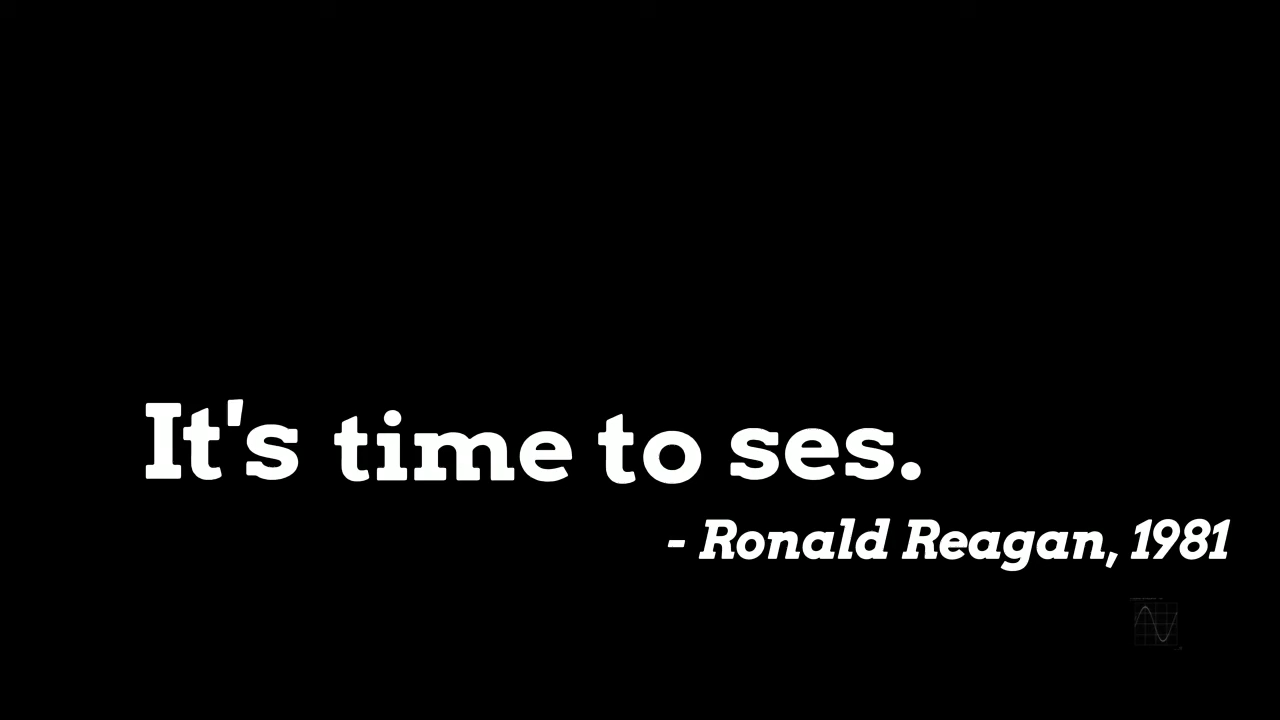 It's time to ses.
- Ronald Reagan, 1981